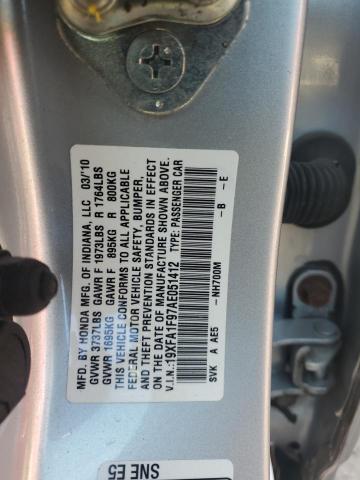 MFD. BY HONDA MFG. OF INDIANA, LLC 03/'10
GVWR 3737LBS GAWR F 1973LBS R 1764LBS
GVWR 1695KG GAWR F 895KG R 800KG
THIS VEHICLE CONFORMS TO ALL APPLICABLE
FEDERAL MOTOR VEHICLE SAFETY, BUMPER,
AND THEFT PREVENTION STANDARDS IN EFFECT
ON THE DATE OF MANUFACTURE SHOWN ABOVE.
V.I.N.:19XFA1F97AE051412 TYPE: PASSENGER CAR
SVK A AE5 -NH700M -B -E
SNE E5